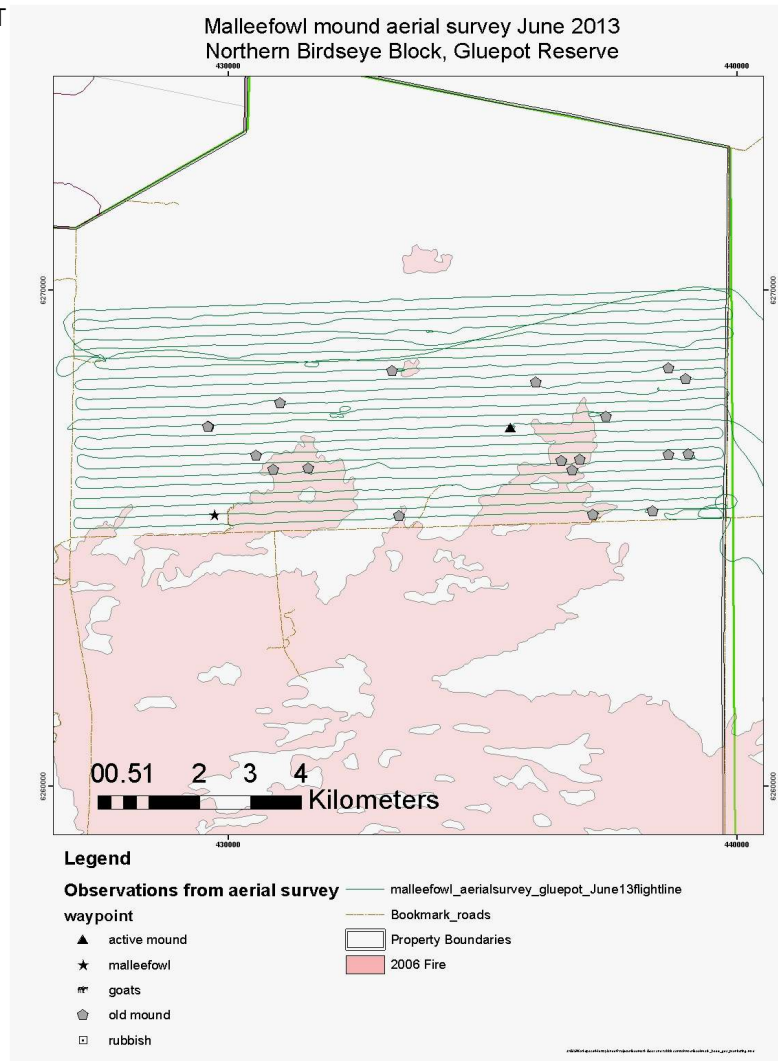 T
Malleefowl mound aerial survey June 2013
Northern Birdseye Block, Gluepot Reserve
430000
440000
6270000
6270000
6260000
6260000
00.51 2 3 4
Kilometers
430000
440000
Legend
Observations from aerial survey
waypoint
active mound
malleefowl
goats
old mound
rubbish
malleefowl_aerialsurvey_gluepot_June13flightline
Bookmark_roads
Property Boundaries
2006 Fire